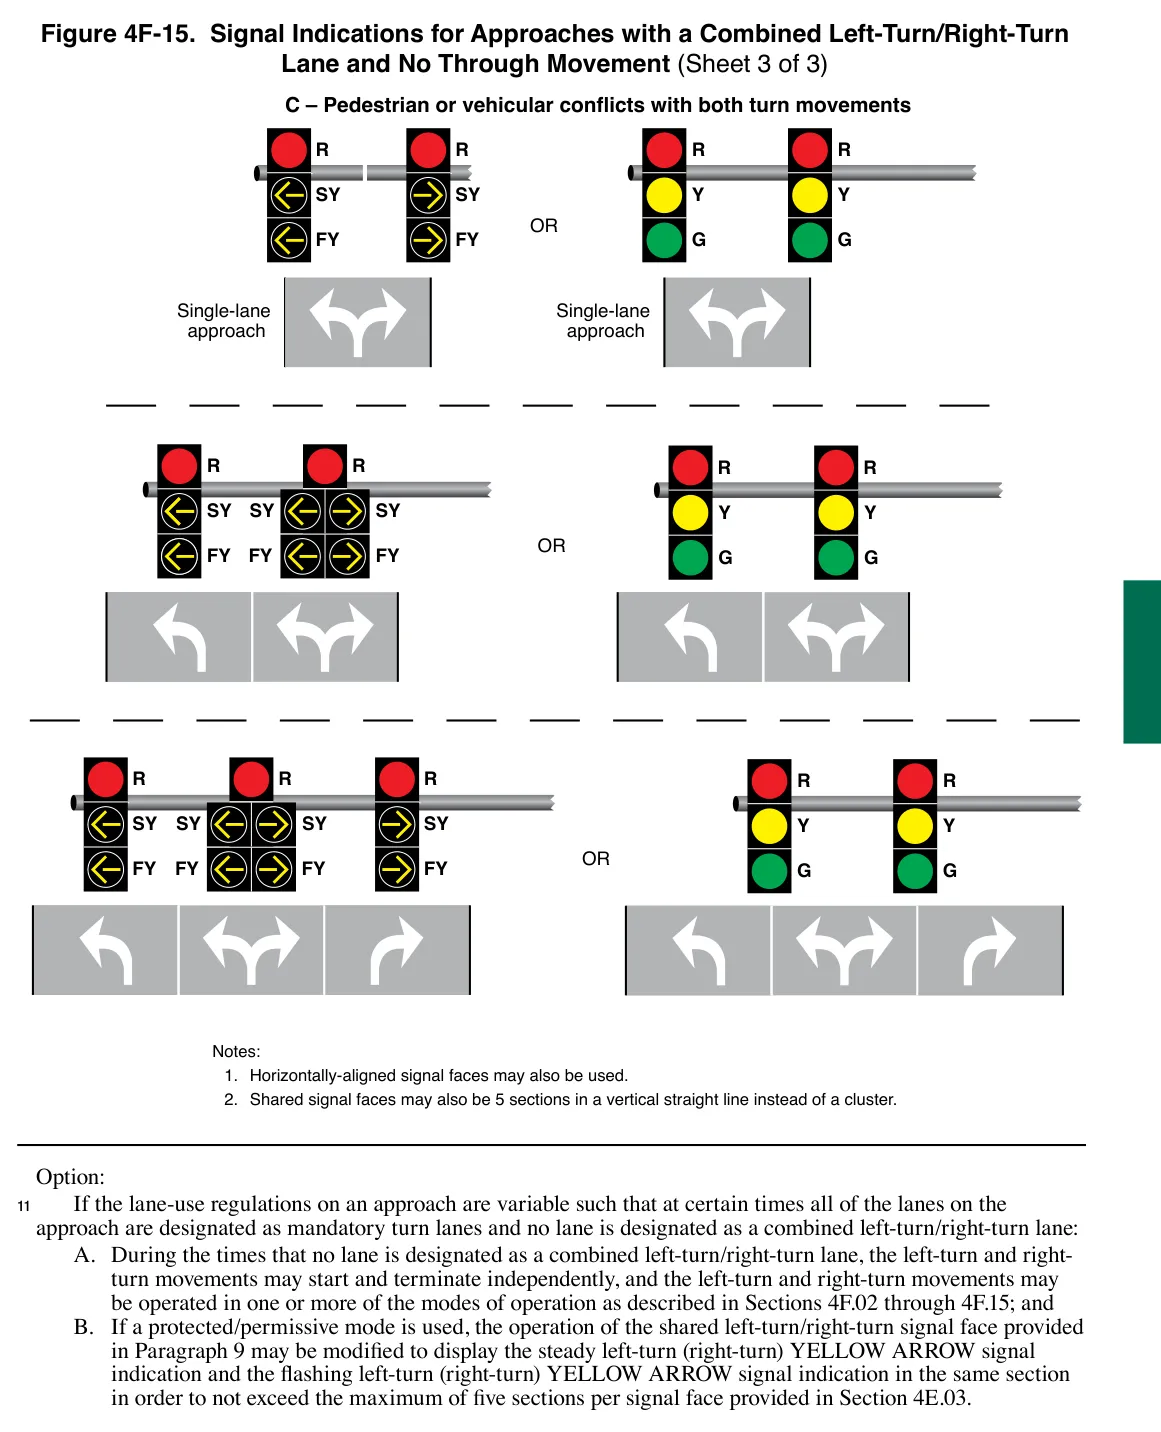 Figure 4F-15. Signal Indications for Approaches with a Combined Left-Turn/Right-Turn
Lane and No Through Movement (Sheet 3 of 3)
C – Pedestrian or vehicular conflicts with both turn movements
R R R R
SY SY Y Y
OR
FY FY G G
Single-lane
approach
Single-lane
approach
R R R R
SY SY SY Y Y
OR
FY FY FY G G
R R R R R
SY SY SY SY Y Y
OR
FY FY FY FY G G
Notes:
1. Horizontally-aligned signal faces may also be used.
2. Shared signal faces may also be 5 sections in a vertical straight line instead of a cluster.
Option:
11 If the lane-use regulations on an approach are variable such that at certain times all of the lanes on the
approach are designated as mandatory turn lanes and no lane is designated as a combined left-turn/right-turn lane:
A. During the times that no lane is designated as a combined left-turn/right-turn lane, the left-turn and right-
turn movements may start and terminate independently, and the left-turn and right-turn movements may
be operated in one or more of the modes of operation as described in Sections 4F.02 through 4F.15; and
B. If a protected/permissive mode is used, the operation of the shared left-turn/right-turn signal face provided
in Paragraph 9 may be modified to display the steady left-turn (right-turn) YELLOW ARROW signal
indication and the flashing left-turn (right-turn) YELLOW ARROW signal indication in the same section
in order to not exceed the maximum of five sections per signal face provided in Section 4E.03.